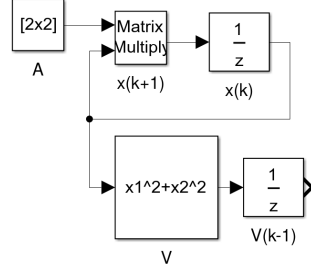 [2x2]
A
Matrix
Multiply
x(k+1)
1
z
x(k)
x1^2+x2^2
V
1
z
V(k-1)